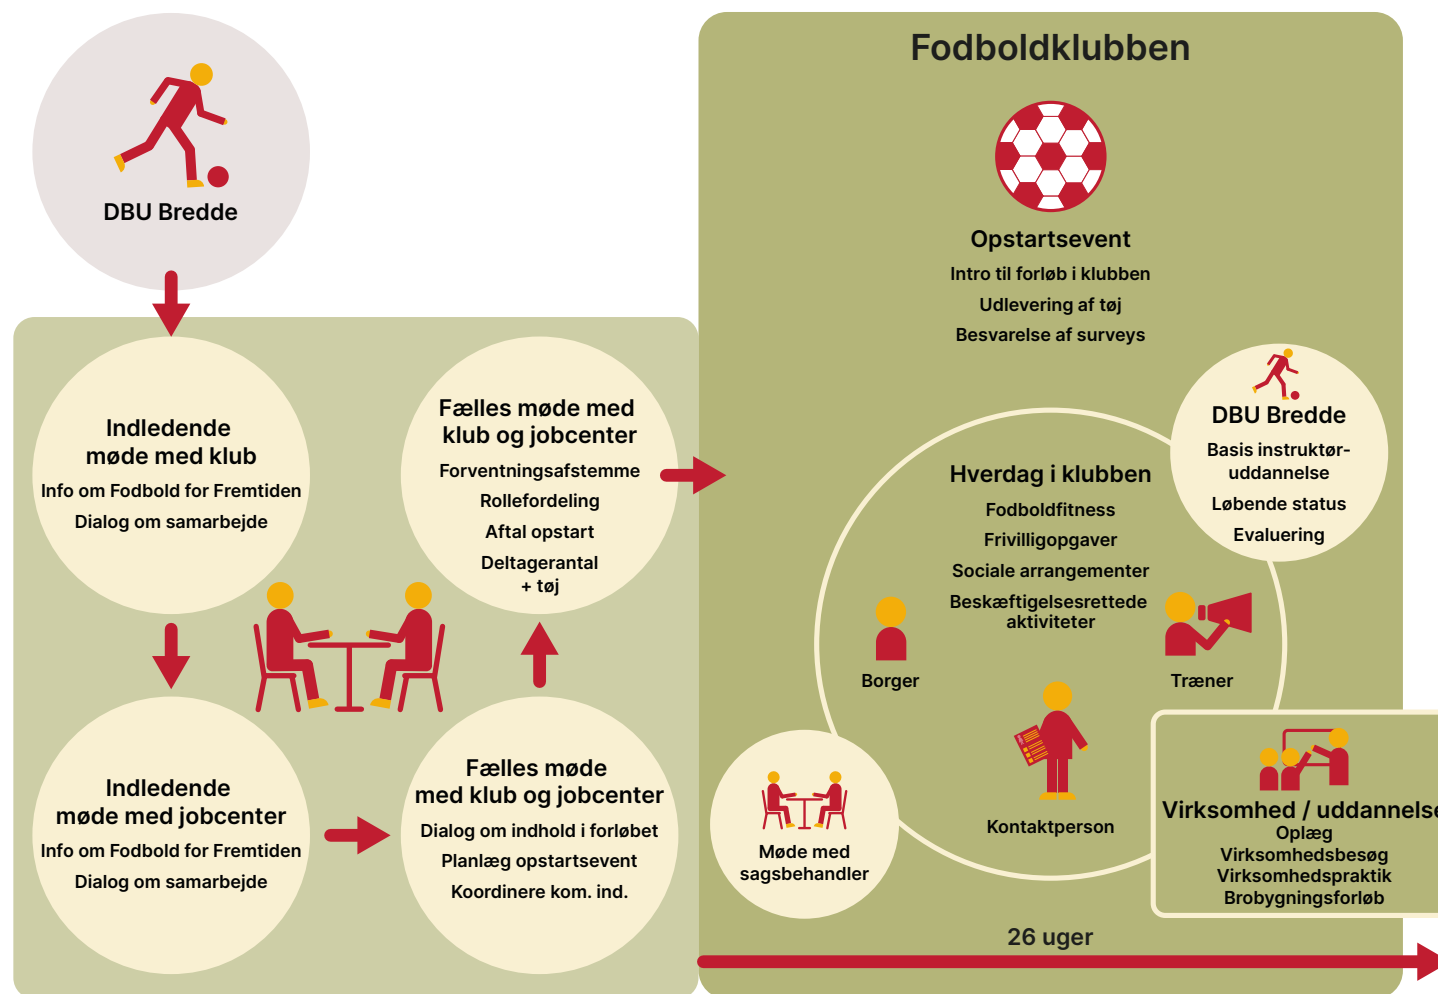 DBU Bredde
Indledende
møde med klub
Info om Fodbold for Fremtiden
Dialog om samarbejde
Indledende
møde med jobcenter
Info om Fodbold for Fremtiden
Dialog om samarbejde
Fælles møde
med klub og jobcenter
Dialog om indhold i forløbet
Planlæg opstartsevent
Koordinere kom. ind.
Fælles møde med
klub og jobcenter
Forventningsafstemme
Rollefordeling
Aftal opstart
Deltagerantal
+ tøj
Fodboldklubben
Opstartsevent
Intro til forløb i klubben
Udlevering af tøj
Besvarelse af surveys
DBU Bredde
Basis instruktør-
uddannelse
Løbende status
Evaluering
Hverdag i klubben
Fodboldfitness
Frivilligopgaver
Sociale arrangementer
Beskæftigelsesrettede
aktiviteter
Borger
Træner
Kontaktperson
Møde med
sagsbehandler
Virksomhed / uddannelse
Oplæg
Virksomhedsbesøg
Virksomhedspraktik
Brobygningsforløb
26 uger